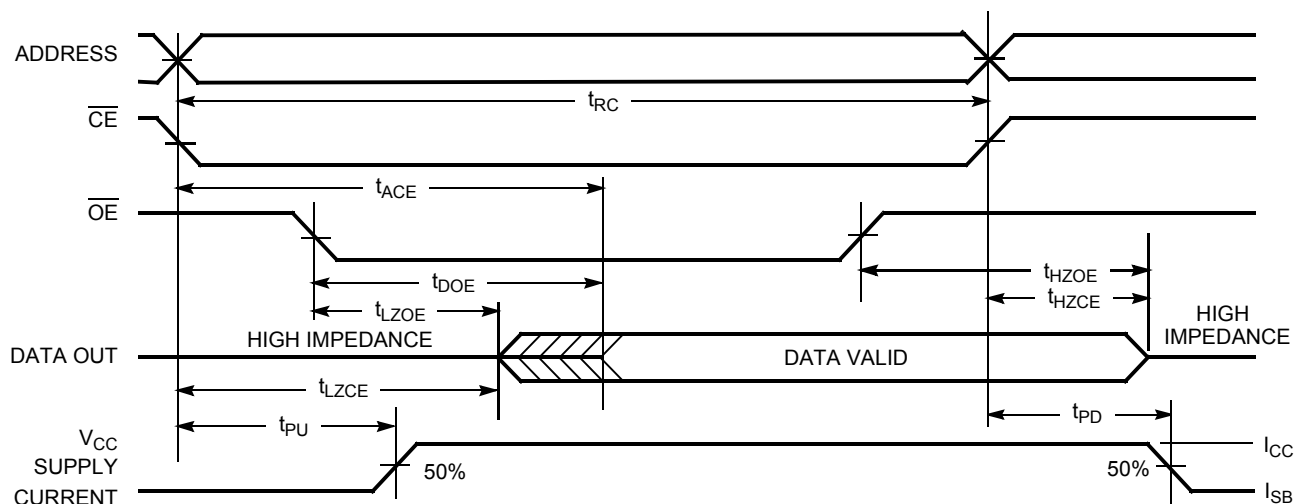 ADDRESS
tRC
CE
tACE
OE
tDOE
tHZOE
tLZOE
tHZCE
HIGH IMPEDANCE
HIGH
IMPEDANCE
DATA OUT
DATA VALID
tLZCE
tPU
tPD
VCC
SUPPLY
CURRENT
50%
50%
ICC
ISB